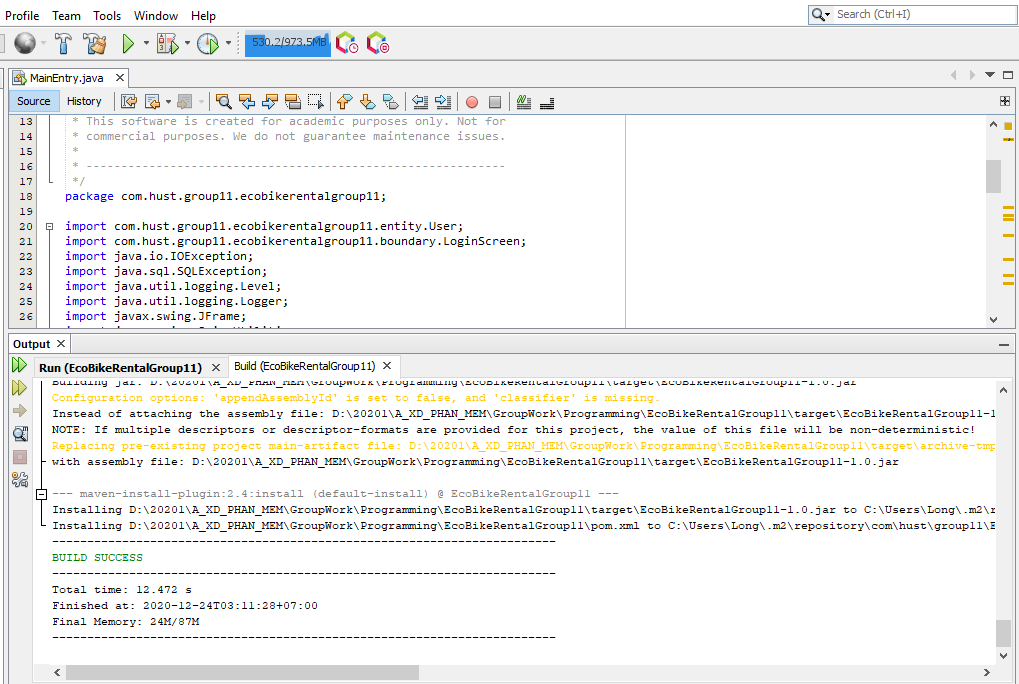 Profile Team Tools Window Help
Search (Ctrl+I)
530.2/973.5MB
MainEntry.java
Source History
13 * This software is created for academic purposes only. Not for
14 * commercial purposes. We do not guarantee maintenance issues.
15 *
16 * ------------------------------------------------------------
17 */
18 package com.hust.group11.ecobikerentalgroup11;
19
20 import com.hust.group11.ecobikerentalgroup11.entity.User;
21 import com.hust.group11.ecobikerentalgroup11.boundary.LoginScreen;
22 import java.io.IOException;
23 import java.sql.SQLException;
24 import java.util.logging.Level;
25 import java.util.logging.Logger;
26 import javax.swing.JFrame;
Output
Run (EcoBikeRentalGroup11) Build (EcoBikeRentalGroup11)
Building jar: D:\20201\A_XD_PHAN_MEM\GroupWork\Programming\EcoBikeRentalGroup11\target\EcoBikeRentalGroup11-1.0.jar
Configuration options: 'appendAssemblyId' is set to false, and 'classifier' is missing.
Instead of attaching the assembly file: D:\20201\A_XD_PHAN_MEM\GroupWork\Programming\EcoBikeRentalGroup11\target\EcoBikeRentalGroup11-1
NOTE: If multiple descriptors or descriptor-formats are provided for this project, the value of this file will be non-deterministic!
Replacing pre-existing project main-artifact file: D:\20201\A_XD_PHAN_MEM\GroupWork\Programming\EcoBikeRentalGroup11\target\archive-tmp
with assembly file: D:\20201\A_XD_PHAN_MEM\GroupWork\Programming\EcoBikeRentalGroup11\target\EcoBikeRentalGroup11-1.0.jar
--- maven-install-plugin:2.4:install (default-install) @ EcoBikeRentalGroup11 ---
Installing D:\20201\A_XD_PHAN_MEM\GroupWork\Programming\EcoBikeRentalGroup11\target\EcoBikeRentalGroup11-1.0.jar to C:\Users\Long\.m2\r
Installing D:\20201\A_XD_PHAN_MEM\GroupWork\Programming\EcoBikeRentalGroup11\pom.xml to C:\Users\Long\.m2\repository\com\hust\group11\E
------------------------------------------------------------------------
BUILD SUCCESS
------------------------------------------------------------------------
Total time: 12.472 s
Finished at: 2020-12-24T03:11:28+07:00
Final Memory: 24M/87M
------------------------------------------------------------------------